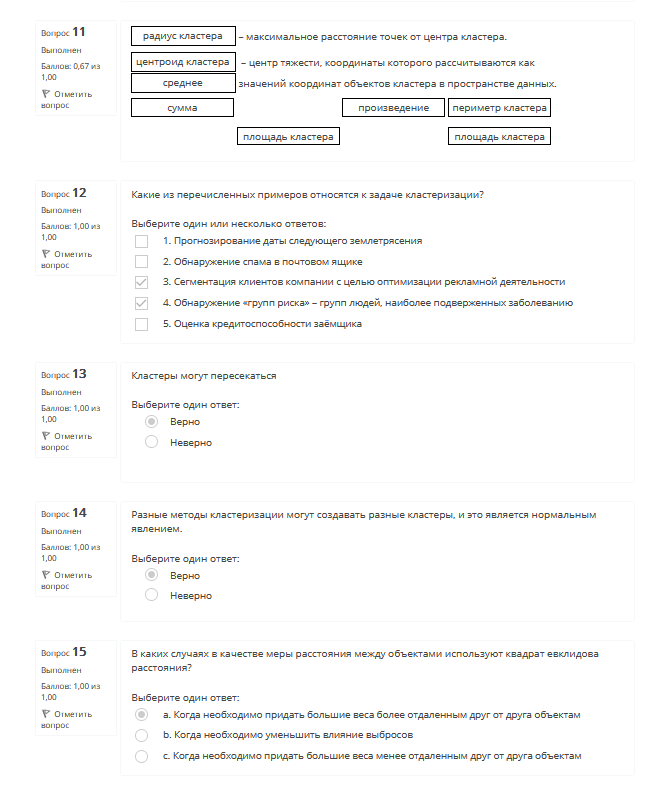 Вопрос 11
Выполнен
Баллов: 0,67 из
1,00
Отметить
вопрос
радиус кластера – максимальное расстояние точек от центра кластера.
центроид кластера – центр тяжести, координаты которого рассчитываются как
среднее значений координат объектов кластера в пространстве данных.
сумма произведение периметр кластера
площадь кластера площадь кластера
Вопрос 12
Выполнен
Баллов: 1,00 из
1,00
Отметить
вопрос
Какие из перечисленных примеров относятся к задаче кластеризации?
Выберите один или несколько ответов:
1. Прогнозирование даты следующего землетрясения
2. Обнаружение спама в почтовом ящике
3. Сегментация клиентов компании с целью оптимизации рекламной деятельности
4. Обнаружение «групп риска» – групп людей, наиболее подверженных заболеванию
5. Оценка кредитоспособности заёмщика
Вопрос 13
Выполнен
Баллов: 1,00 из
1,00
Отметить
вопрос
Кластеры могут пересекаться
Выберите один ответ:
Верно
Неверно
Вопрос 14
Выполнен
Баллов: 1,00 из
1,00
Отметить
вопрос
Разные методы кластеризации могут создавать разные кластеры, и это является нормальным
явлением.
Выберите один ответ:
Верно
Неверно
Вопрос 15
Выполнен
Баллов: 1,00 из
1,00
Отметить
вопрос
В каких случаях в качестве меры расстояния между объектами используют квадрат евклидова
расстояния?
Выберите один ответ:
a. Когда необходимо придать большие веса более отдаленным друг от друга объектам
b. Когда необходимо уменьшить влияние выбросов
c. Когда необходимо придать большие веса менее отдаленным друг от друга объектам